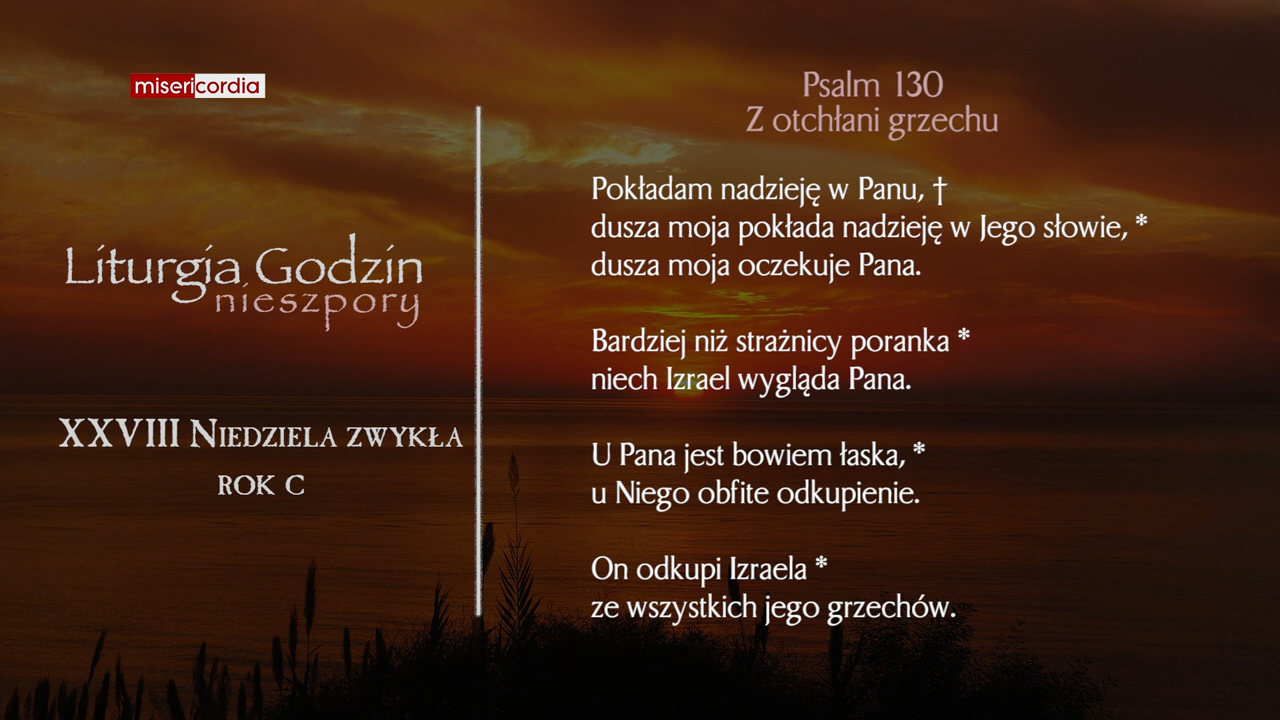 misericordia
Liturgia Godzin
nieszpory
XXVIII Niedziela zwykła
rok C
Psalm 130
Z otchłani grzechu
Pokładam nadzieję w Panu, †
dusza moja pokłada nadzieję w Jego słowie, *
dusza moja oczekuje Pana.
Bardziej niż strażnicy poranka *
niech Izrael wygląda Pana.
U Pana jest bowiem łaska, *
u Niego obfite odkupienie.
On odkupi Izraela *
ze wszystkich jego grzechów.